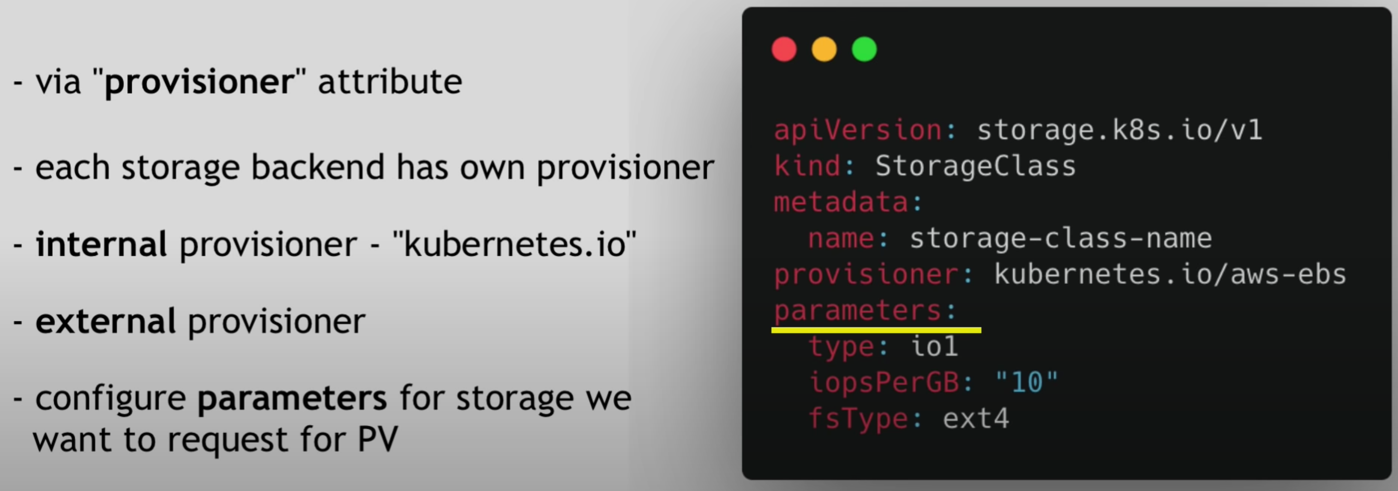 - via "provisioner" attribute
- each storage backend has own provisioner
- internal provisioner - "kubernetes.io"
- external provisioner
- configure parameters for storage we
want to request for PV
apiVersion: storage.k8s.io/v1
kind: StorageClass
metadata:
  name: storage-class-name
provisioner: kubernetes.io/aws-ebs
parameters:
  type: io1
  iopsPerGB: "10"
  fsType: ext4